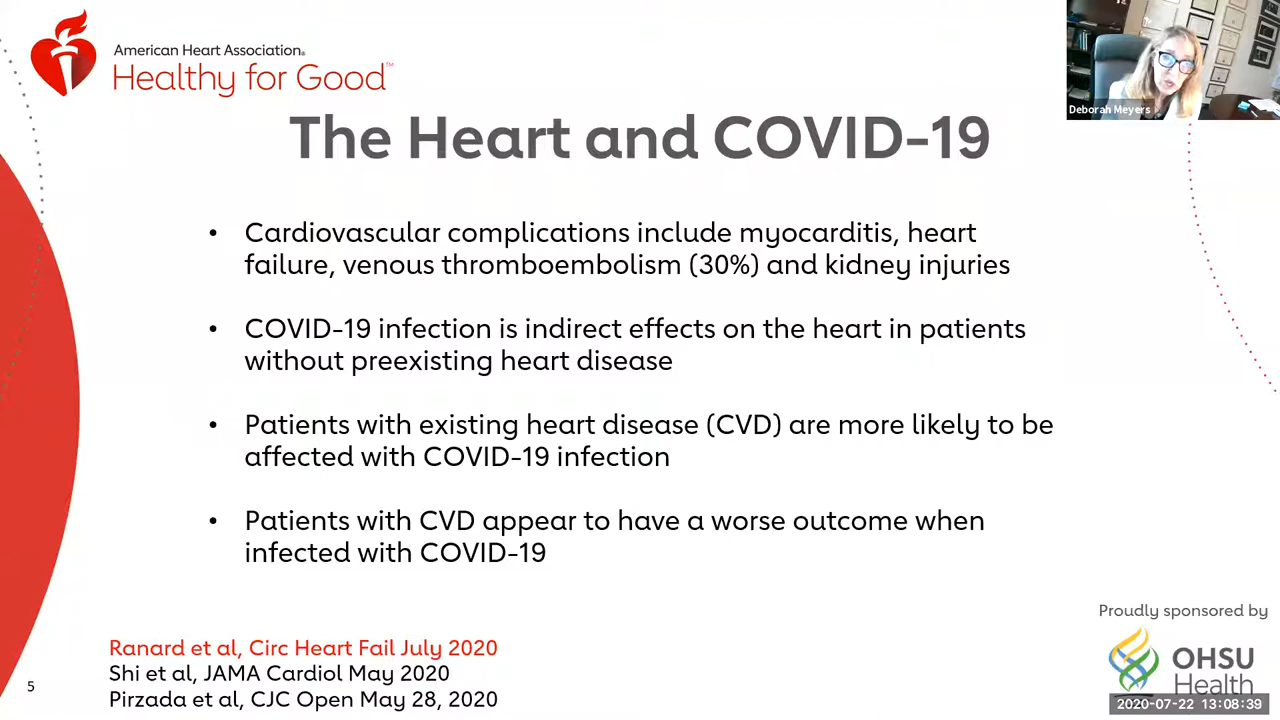 American Heart Association®
Healthy for Good™
Deborah Meyers
The Heart and COVID-19
• Cardiovascular complications include myocarditis, heart
failure, venous thromboembolism (30%) and kidney injuries
• COVID-19 infection is indirect effects on the heart in patients
without preexisting heart disease
• Patients with existing heart disease (CVD) are more likely to be
affected with COVID-19 infection
• Patients with CVD appear to have a worse outcome when
infected with COVID-19
Proudly sponsored by
OHSU
Health
Ranard et al, Circ Heart Fail July 2020
Shi et al, JAMA Cardiol May 2020
Pirzada et al, CJC Open May 28, 2020
5
2020-07-22 13:08:39